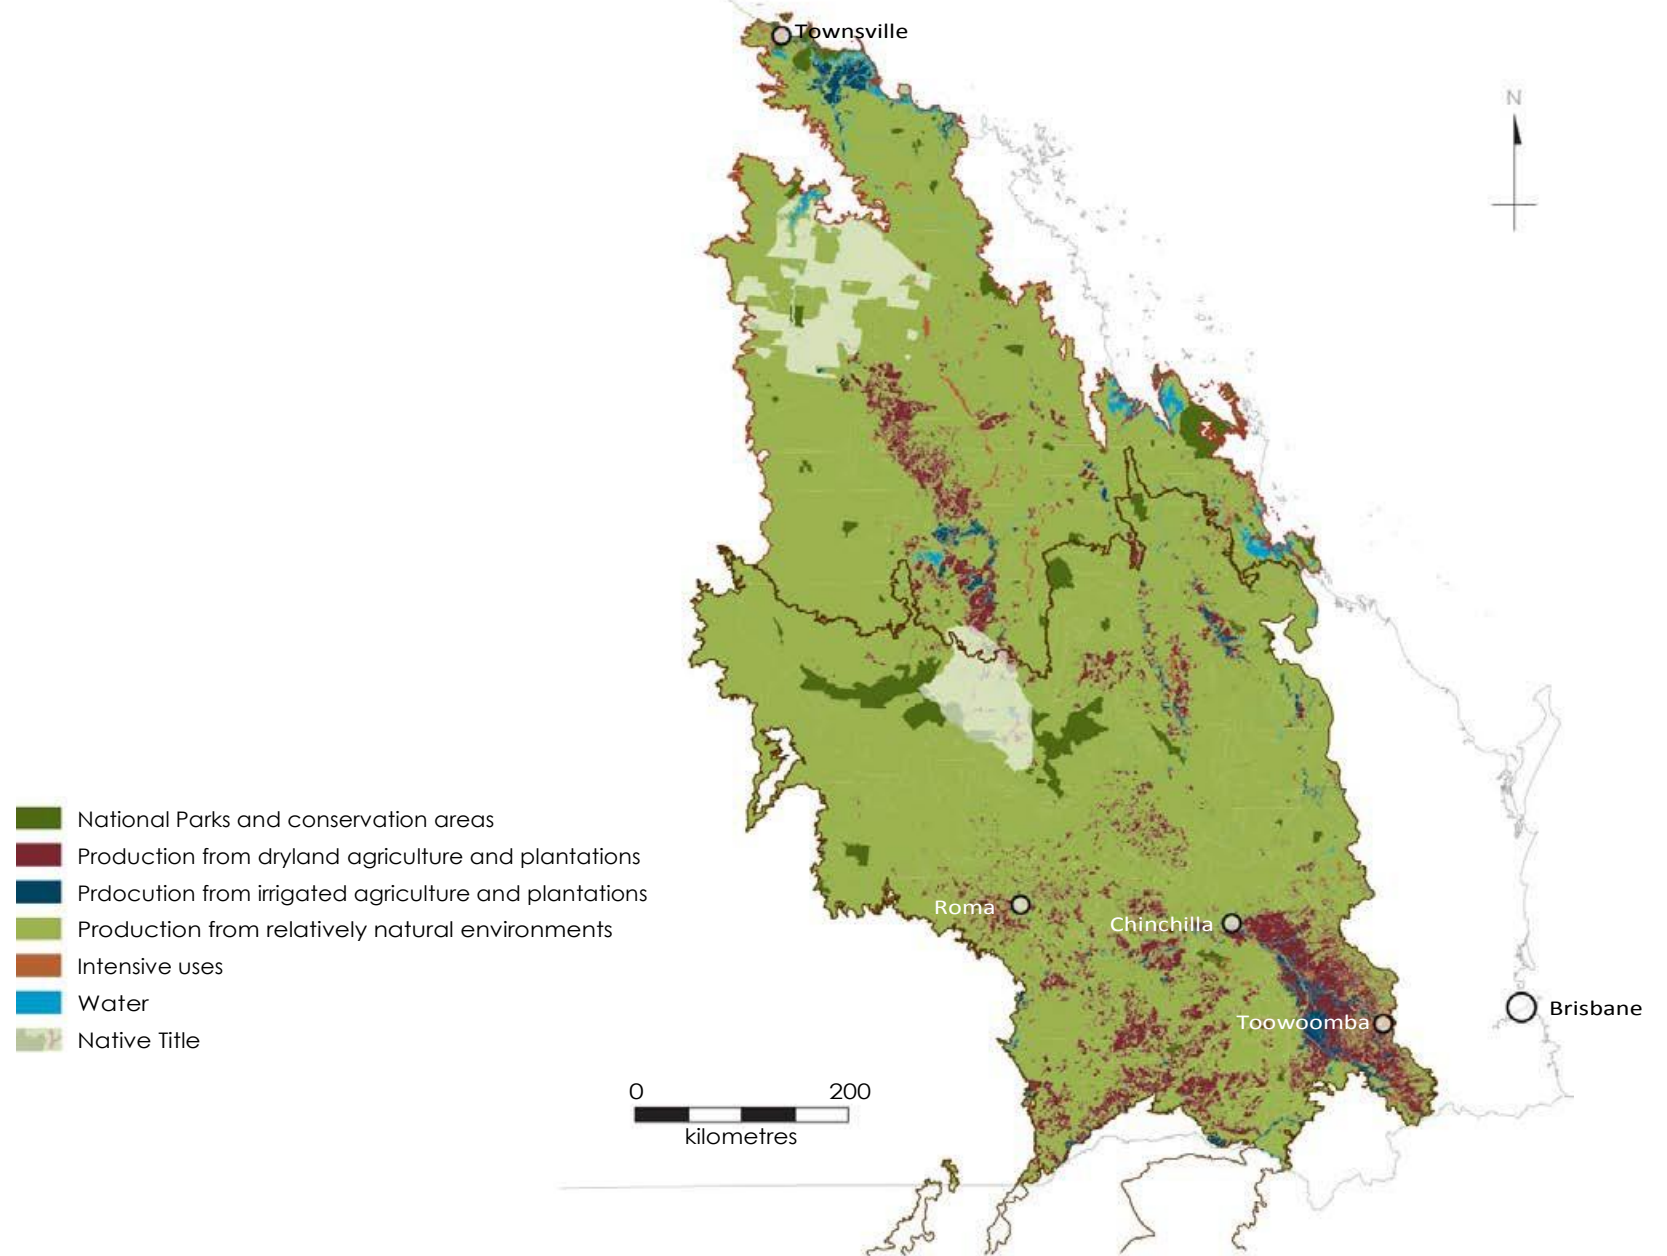 Townsville
N
National Parks and conservation areas
Production from dryland agriculture and plantations
Prdocution from irrigated agriculture and plantations
Production from relatively natural environments
Intensive uses
Water
Native Title
Roma
Chinchilla
Toowoomba
Brisbane
0 200
kilometres